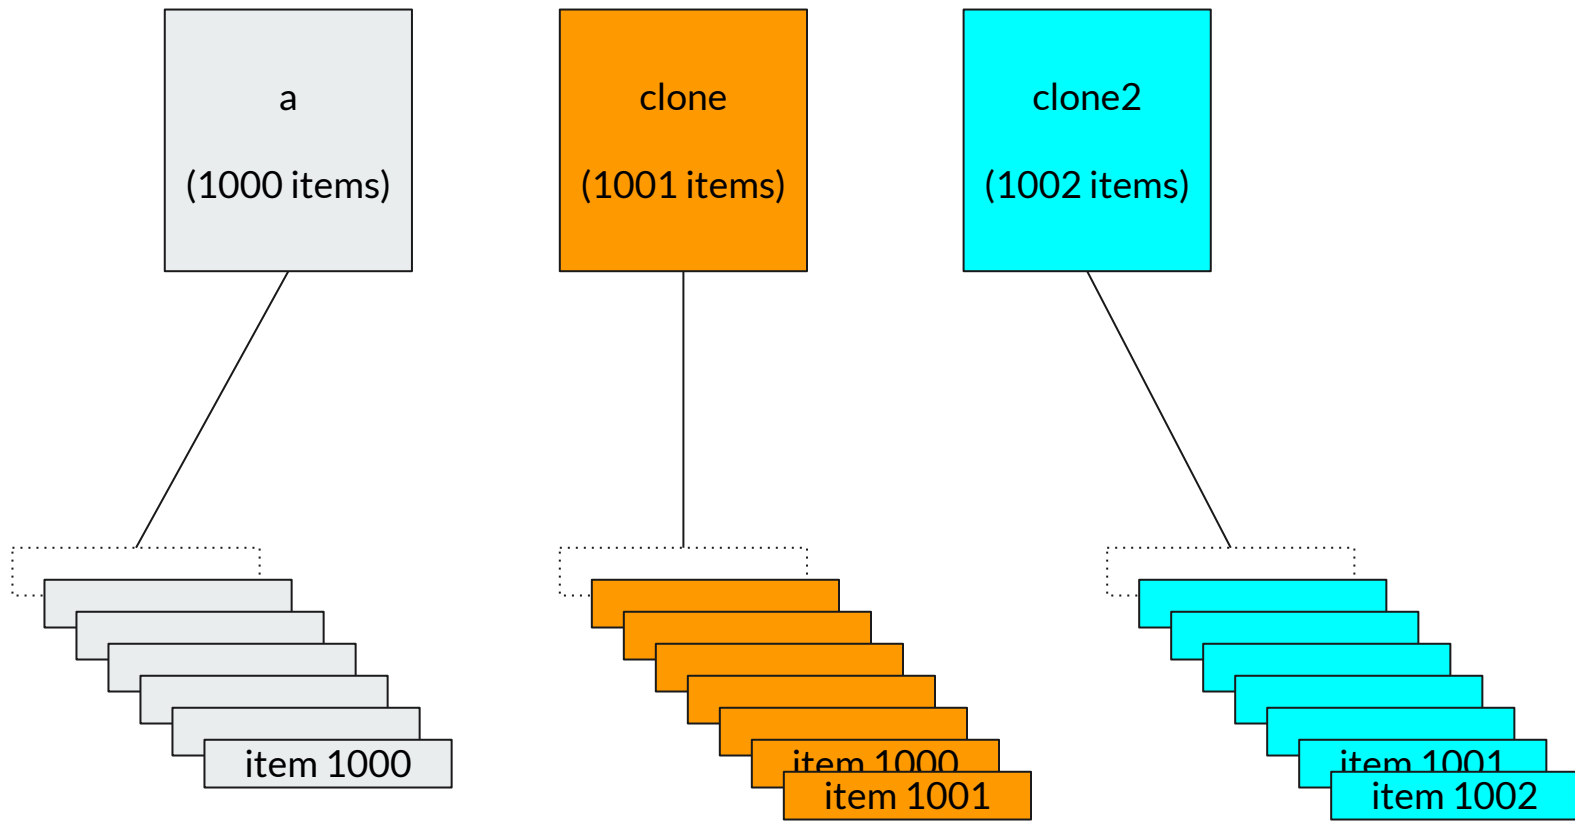 a
(1000 items)
clone
(1001 items)
clone2
(1002 items)
item 1000
item 1000
item 1001
item 1001
item 1002